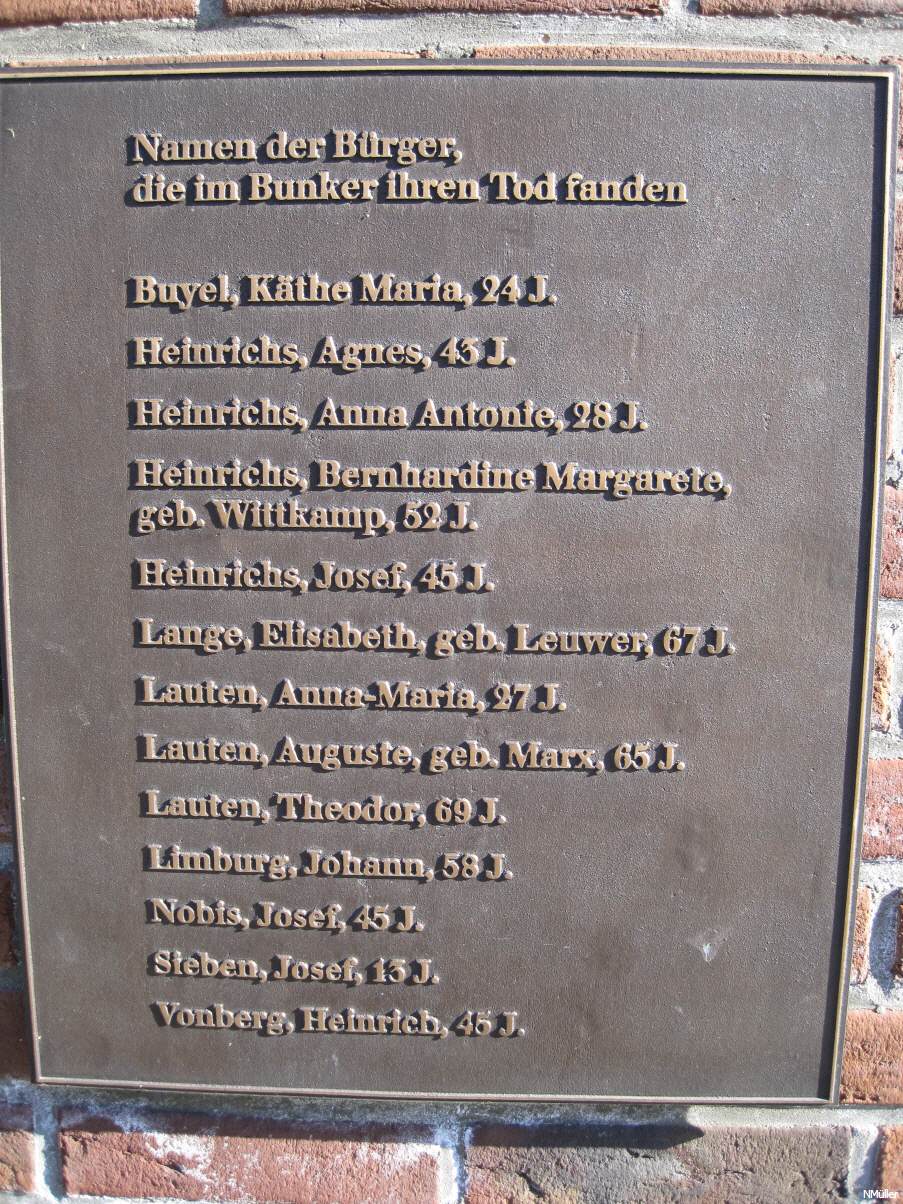 Namen der Bürger,
die im Bunker ihren Tod fanden
Buyel, Käthe Maria, 24 J.
Heinrichs, Agnes, 43 J.
Heinrichs, Anna Antonie, 28 J.
Heinrichs, Bernhardine Margarete,
geb. Wittkamp, 52 J.
Heinrichs, Josef, 45 J.
Lange, Elisabeth, geb. Leuwer, 67 J.
Lauten, Anna-Maria, 27 J.
Lauten, Auguste, geb. Marx, 65 J.
Lauten, Theodor, 69 J.
Limburg, Johann, 58 J.
Nobis, Josef, 45 J.
Sieben, Josef, 13 J.
Vonberg, Heinrich, 45 J.
NMüller